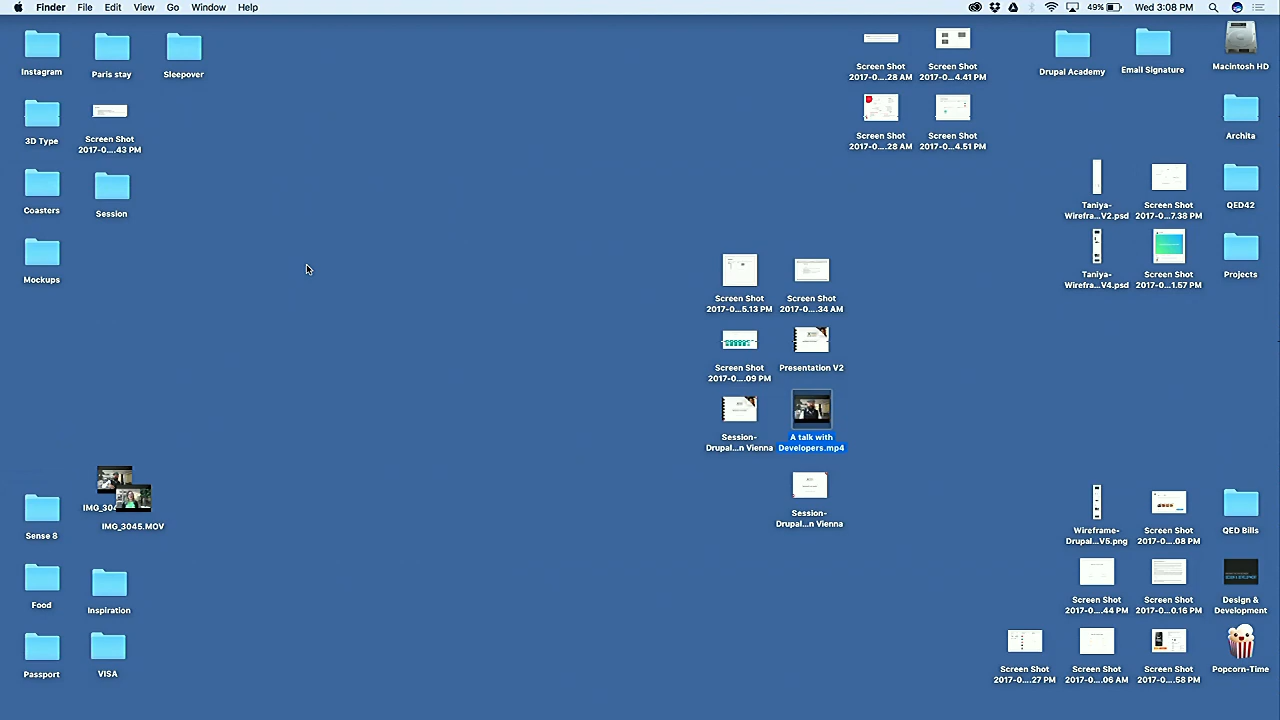 Finder File Edit View Go Window Help
49% Wed 3:08 PM
Instagram
Paris stay
Sleepover
Screen Shot
2017-0....28 AM
Screen Shot
2017-0....4.41 PM
Drupal Academy
Email Signature
Macintosh HD
3D Type
Screen Shot
2017-0....43 PM
Screen Shot
2017-0....28 AM
Screen Shot
2017-0....4.51 PM
Archita
Coasters
Session
Taniya-
Wirefra...V2.psd
Screen Shot
2017-0...7.38 PM
QED42
Mockups
Taniya-
Wirefra...V4.psd
Screen Shot
2017-0....1.57 PM
Projects
Screen Shot
2017-0...5.13 PM
Screen Shot
2017-0....34 AM
Screen Shot
2017-0....09 PM
Presentation V2
Session-
Drupal...n Vienna
A talk with
Developers.mp4
Session-
Drupal...n Vienna
Sense 8
IMG_304
IMG_3045.MOV
Wireframe-
Drupa...V5.png
Screen Shot
2017-0....08 PM
QED Bills
Food
Inspiration
Screen Shot
2017-0....44 PM
Screen Shot
2017-0...0.16 PM
Design &
Development
Passport
VISA
Screen Shot
2017-0....27 PM
Screen Shot
2017-0....06 AM
Screen Shot
2017-0....58 PM
Popcorn-Time